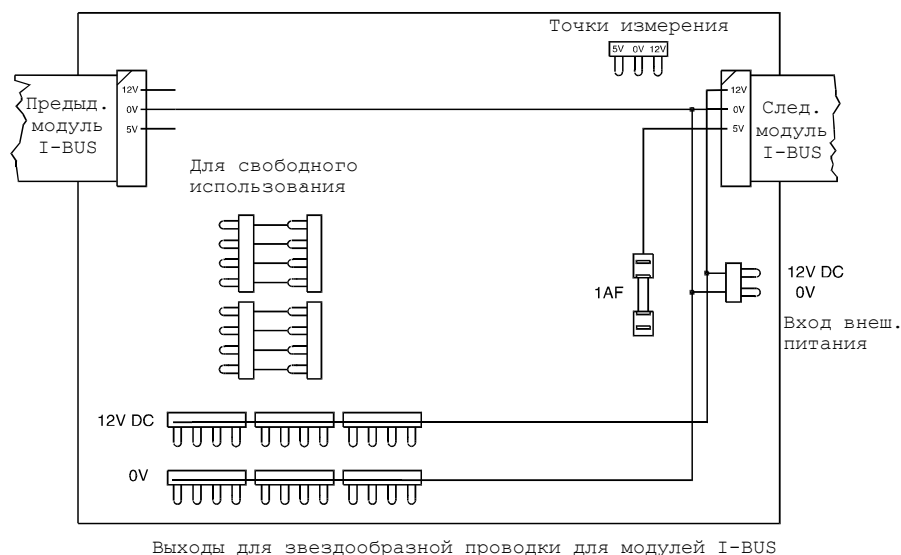 Точки измерения
5V 0V 12V
Предыд.
модуль
I-BUS
12V
0V
5V
12V
0V
5V
След.
модуль
I-BUS
Для свободного
использования
1AF
12V DC
0V
Вход внеш.
питания
12V DC
0V
Выходы для звездообразной проводки для модулей I-BUS